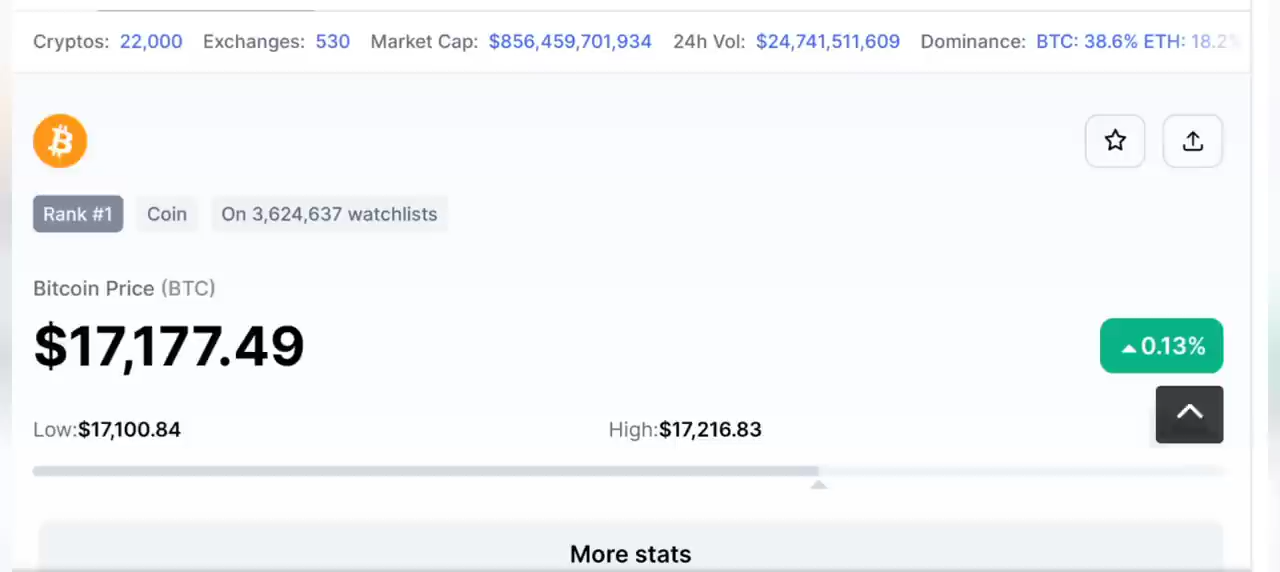 Cryptos: 22,000 Exchanges: 530 Market Cap: $856,459,701,934 24h Vol: $24,741,511,609 Dominance: BTC: 38.6% ETH: 18.2%
Rank #1 Coin On 3,624,637 watchlists
Bitcoin Price (BTC)
$17,177.49 0.13%
Low:$17,100.84 High:$17,216.83
More stats